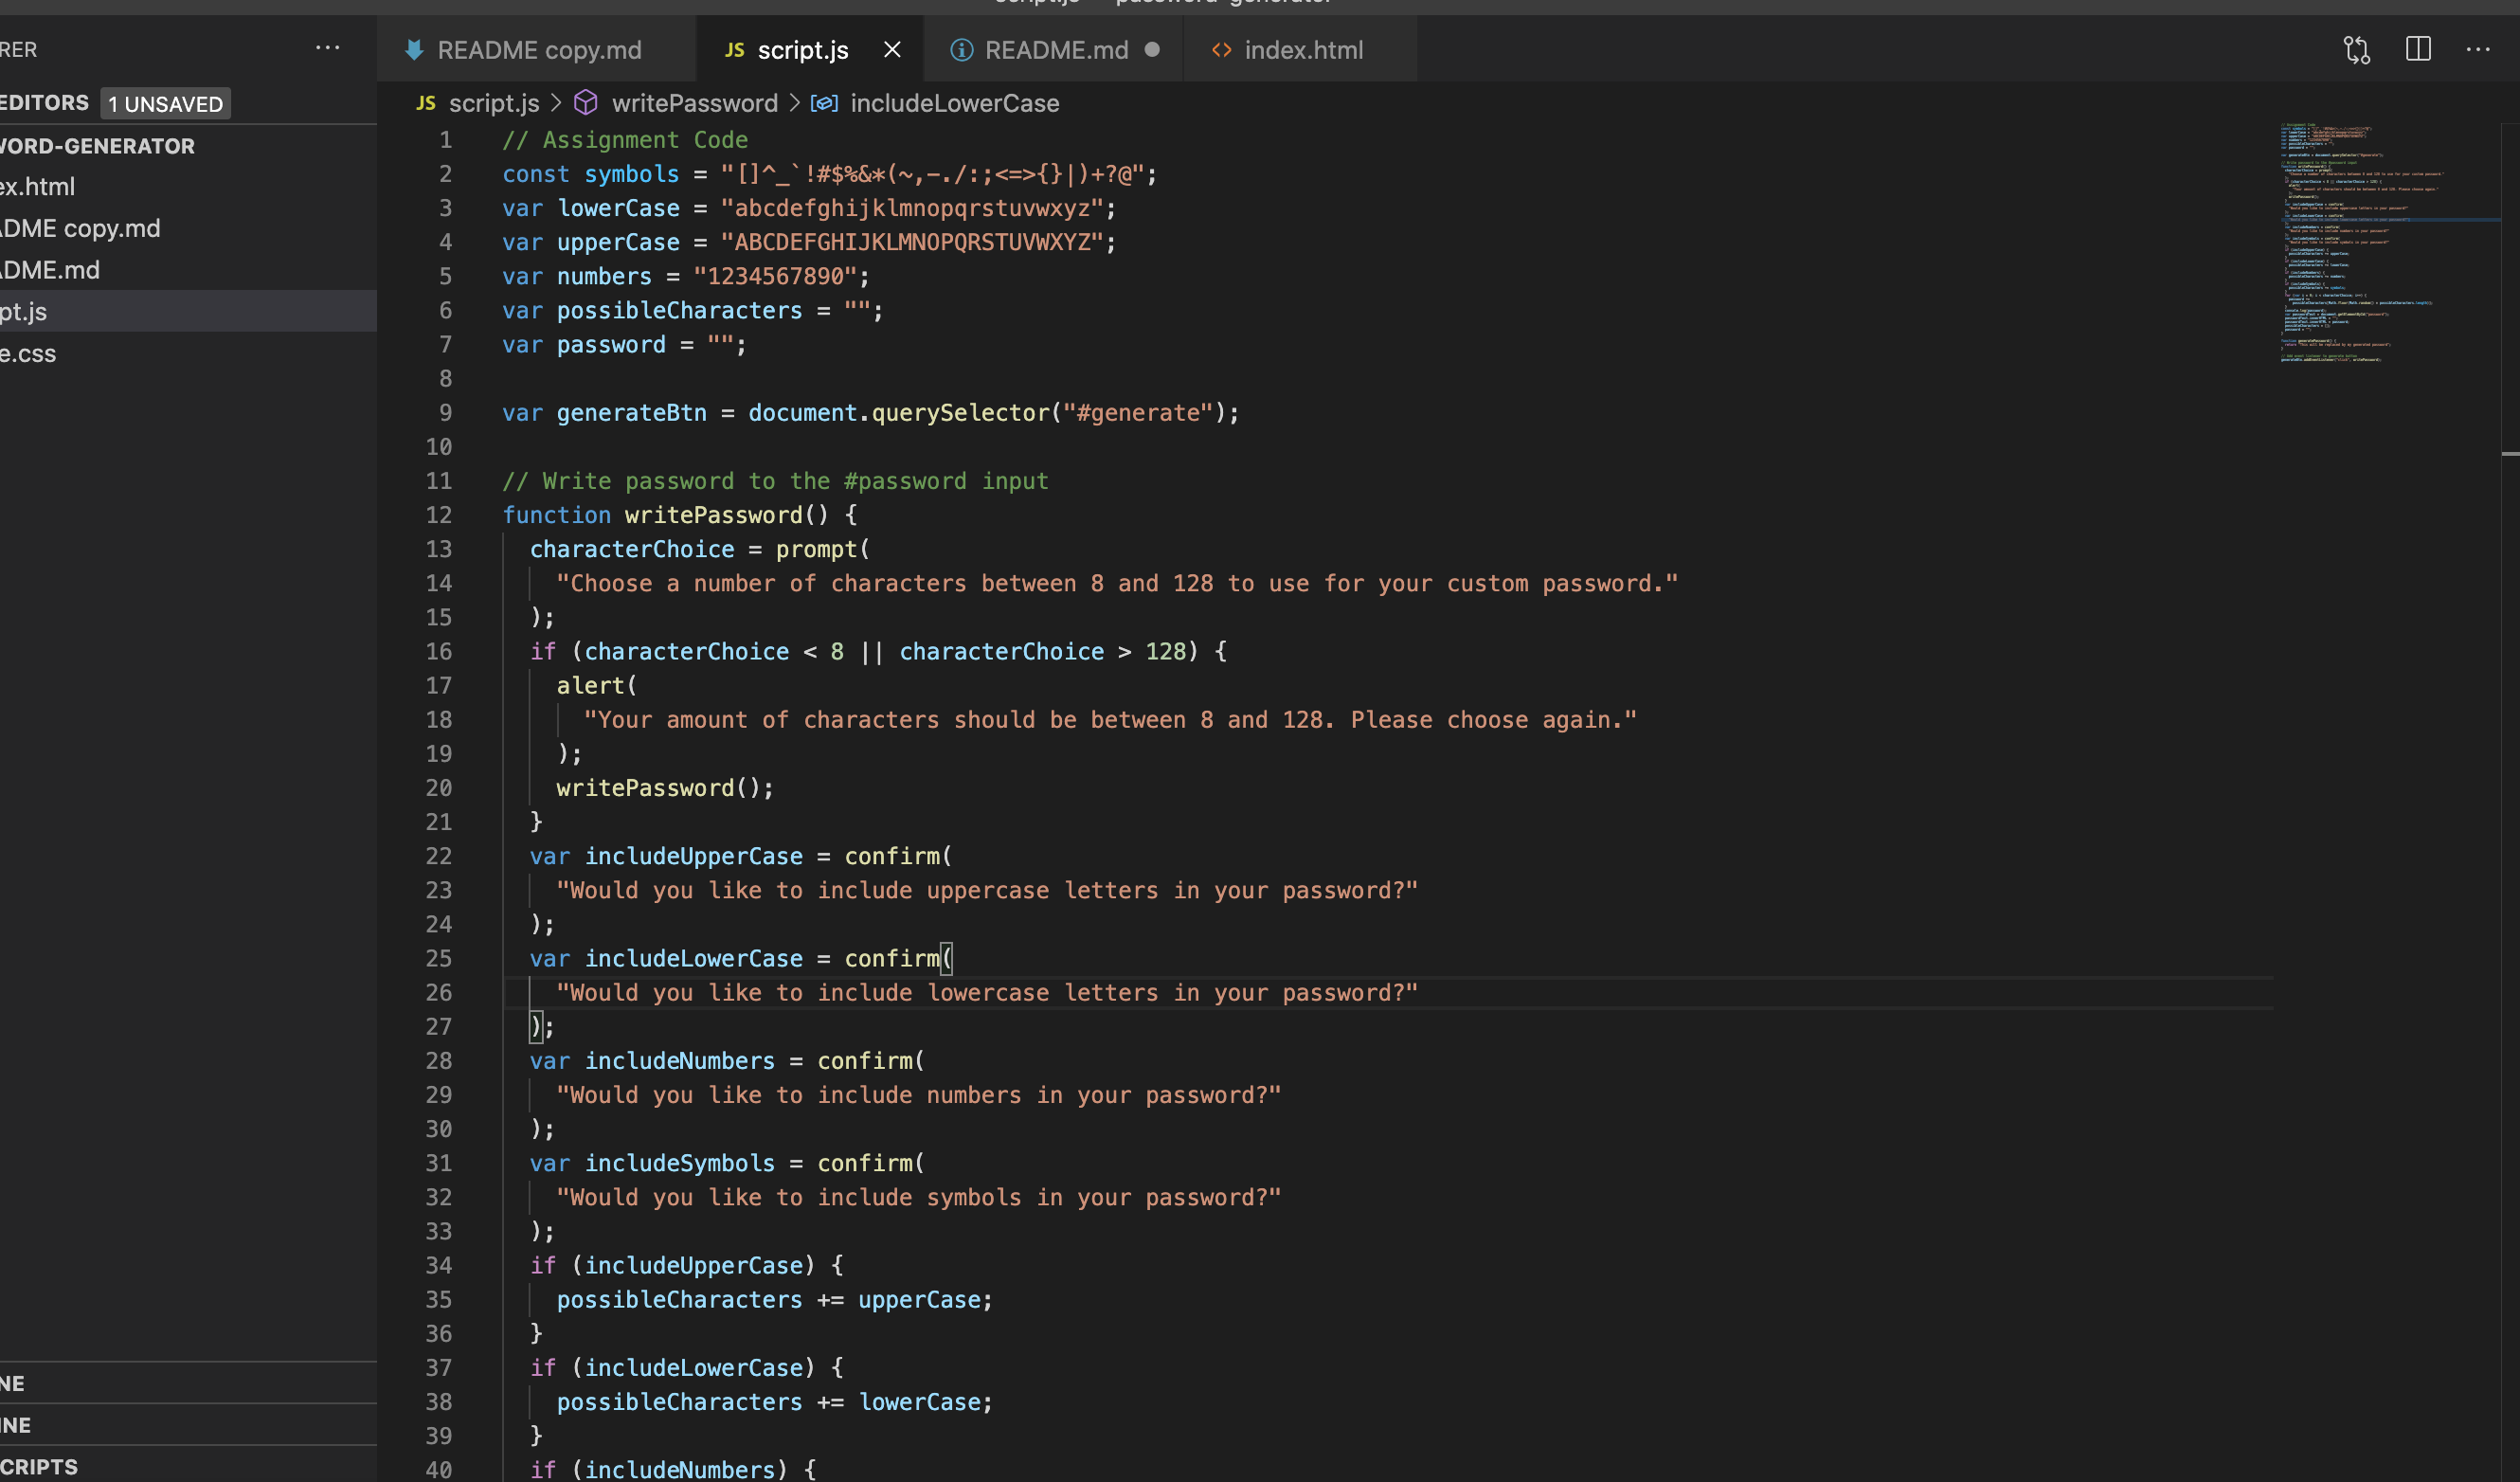 RER ···
README copy.md
JS script.js
README.md
index.html
EDITORS 1 UNSAVED
JS script.js > writePassword > includeLowerCase
WORD-GENERATOR
ex.html
ADME copy.md
ADME.md
pt.js
e.css
NE
INE
CRIPTS
1 // Assignment Code
2 const symbols = "[]^_`!#$%&*(~,-./:;<=>{}|)+?@";
3 var lowerCase = "abcdefghijklmnopqrstuvwxyz";
4 var upperCase = "ABCDEFGHIJKLMNOPQRSTUVWXYZ";
5 var numbers = "1234567890";
6 var possibleCharacters = "";
7 var password = "";
8
9 var generateBtn = document.querySelector("#generate");
10
11 // Write password to the #password input
12 function writePassword() {
13 characterChoice = prompt(
14 "Choose a number of characters between 8 and 128 to use for your custom password."
15 );
16 if (characterChoice < 8 || characterChoice > 128) {
17 alert(
18 "Your amount of characters should be between 8 and 128. Please choose again."
19 );
20 writePassword();
21 }
22 var includeUpperCase = confirm(
23 "Would you like to include uppercase letters in your password?"
24 );
25 var includeLowerCase = confirm(
26 "Would you like to include lowercase letters in your password?"
27 );
28 var includeNumbers = confirm(
29 "Would you like to include numbers in your password?"
30 );
31 var includeSymbols = confirm(
32 "Would you like to include symbols in your password?"
33 );
34 if (includeUpperCase) {
35 possibleCharacters += upperCase;
36 }
37 if (includeLowerCase) {
38 possibleCharacters += lowerCase;
39 }
40 if (includeNumbers) {